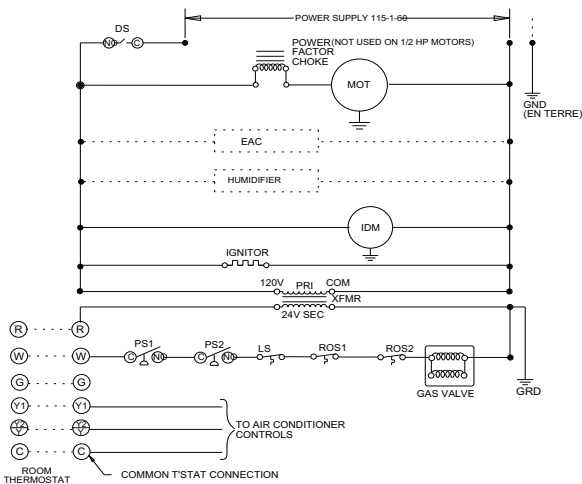 POWER SUPPLY 115-1-60
DS
NO C
POWER (NOT USED ON 1/2 HP MOTORS)
FACTOR
CHOKE
MOT
GND
(EN TERRE)
EAC
HUMIDIFIER
IDM
IGNITOR
120V PRI COM
XFMR
24V SEC
R R
W W
PS1 PS2 LS ROS1 ROS2
C NO C NO
GAS VALVE
GRD
G G
Y1 Y1
Y2 Y2
Y Y
TO AIR CONDITIONER
CONTROLS
C C
ROOM
THERMOSTAT
COMMON T'STAT CONNECTION